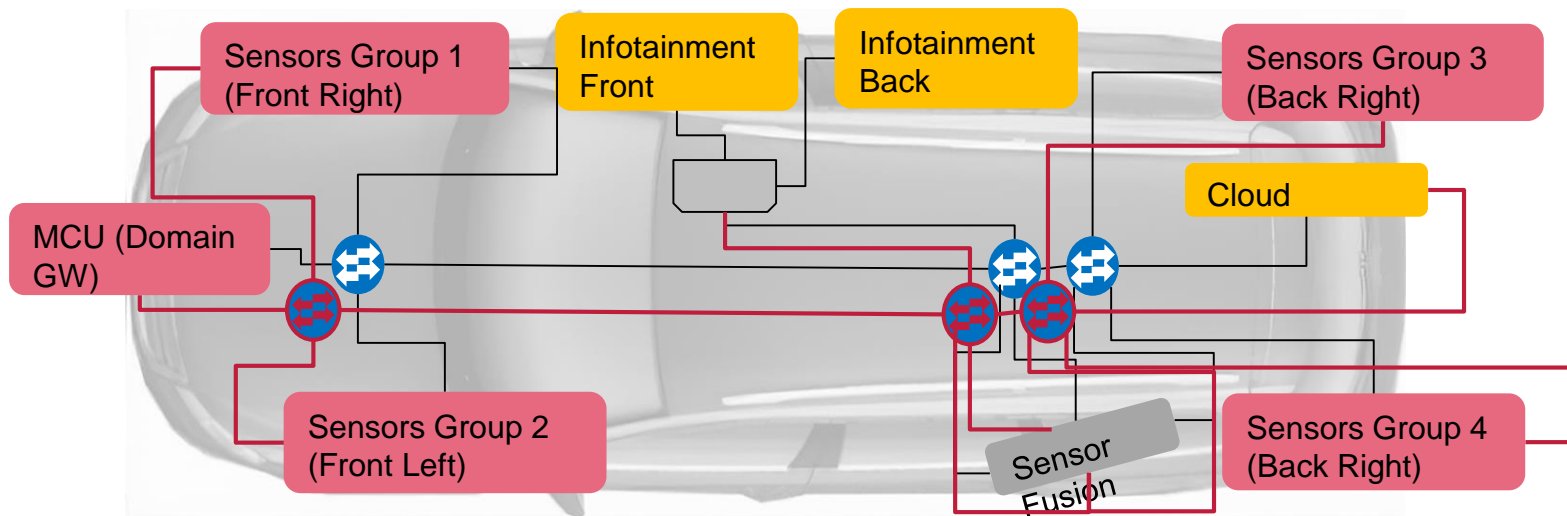 Sensors Group 1
(Front Right)
Infotainment
Front
Infotainment
Back
Sensors Group 3
(Back Right)
Cloud
MCU (Domain
GW)
Sensors Group 2
(Front Left)
Sensor
Fusion
Sensors Group 4
(Back Right)